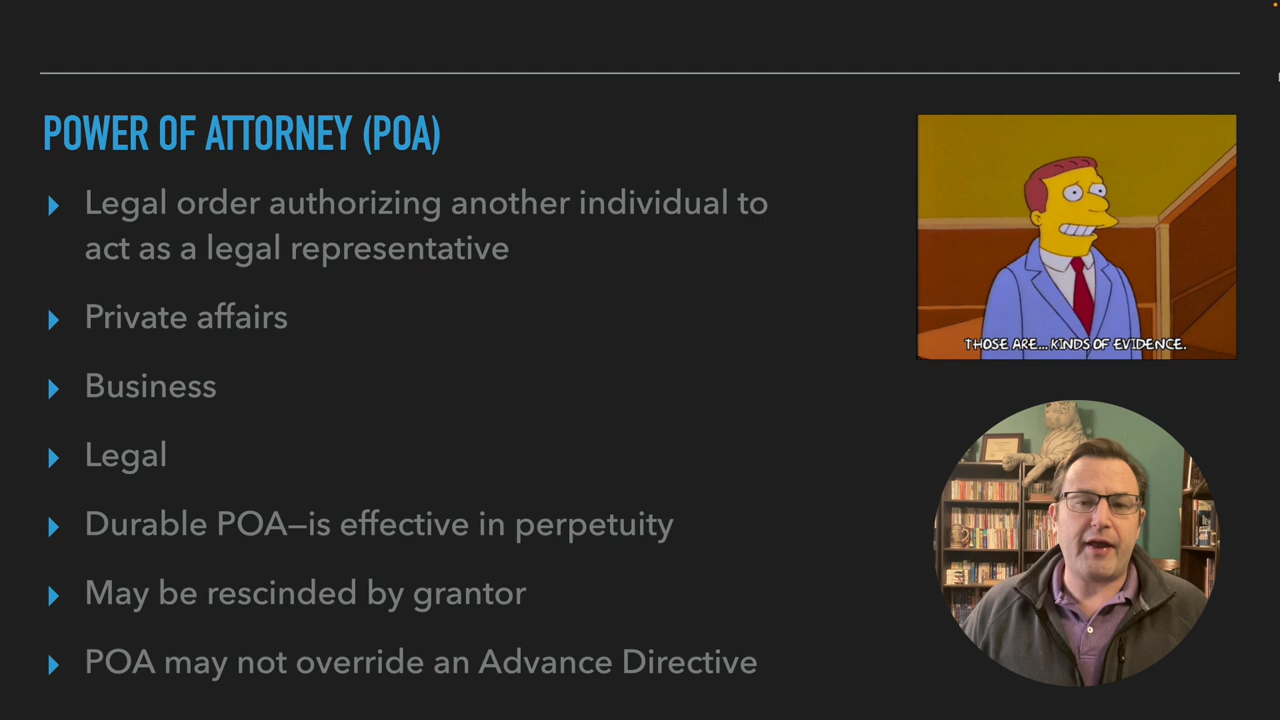 POWER OF ATTORNEY (POA)
Legal order authorizing another individual to
act as a legal representative
Private affairs
Business
Legal
Durable POA—is effective in perpetuity
May be rescinded by grantor
POA may not override an Advance Directive
THOSE ARE... KINDS OF EVIDENCE.